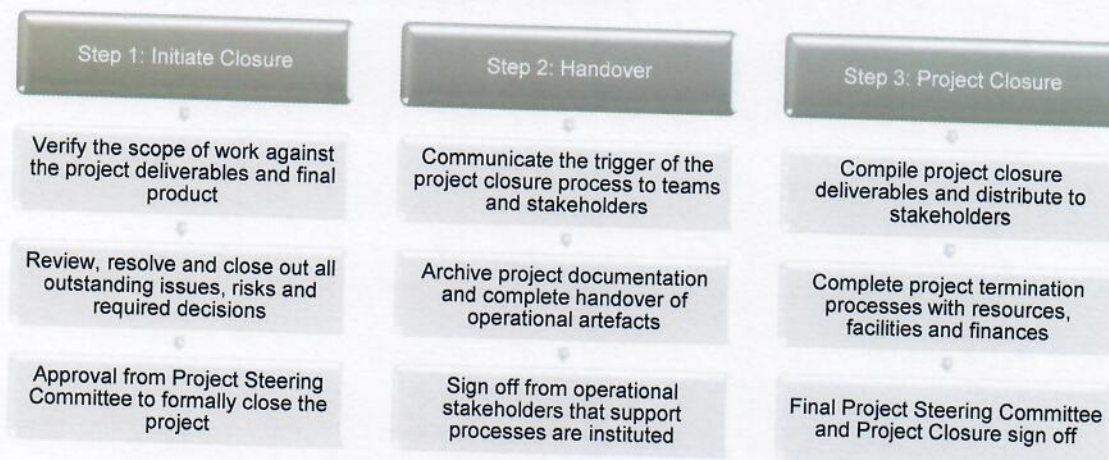 Step 1: Initiate Closure
Verify the scope of work against
the project deliverables and final
product
Review, resolve and close out all
outstanding issues, risks and
required decisions
Approval from Project Steering
Committee to formally close the
project
Step 2: Handover
Communicate the trigger of the
project closure process to teams
and stakeholders
Archive project documentation
and complete handover of
operational artefacts
Sign off from operational
stakeholders that support
processes are instituted
Step 3: Project Closure
Compile project closure
deliverables and distribute to
stakeholders
Complete project termination
processes with resources,
facilities and finances
Final Project Steering Committee
and Project Closure sign off